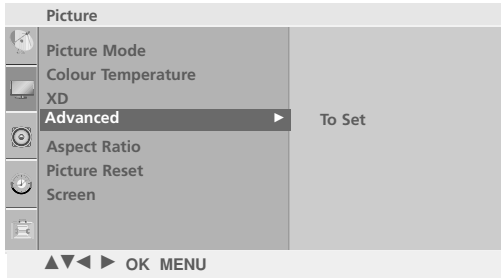 Picture
Picture Mode
Colour Temperature
XD
Advanced ▶ To Set
Aspect Ratio
Picture Reset
Screen
▲▼◀ ▶ OK MENU